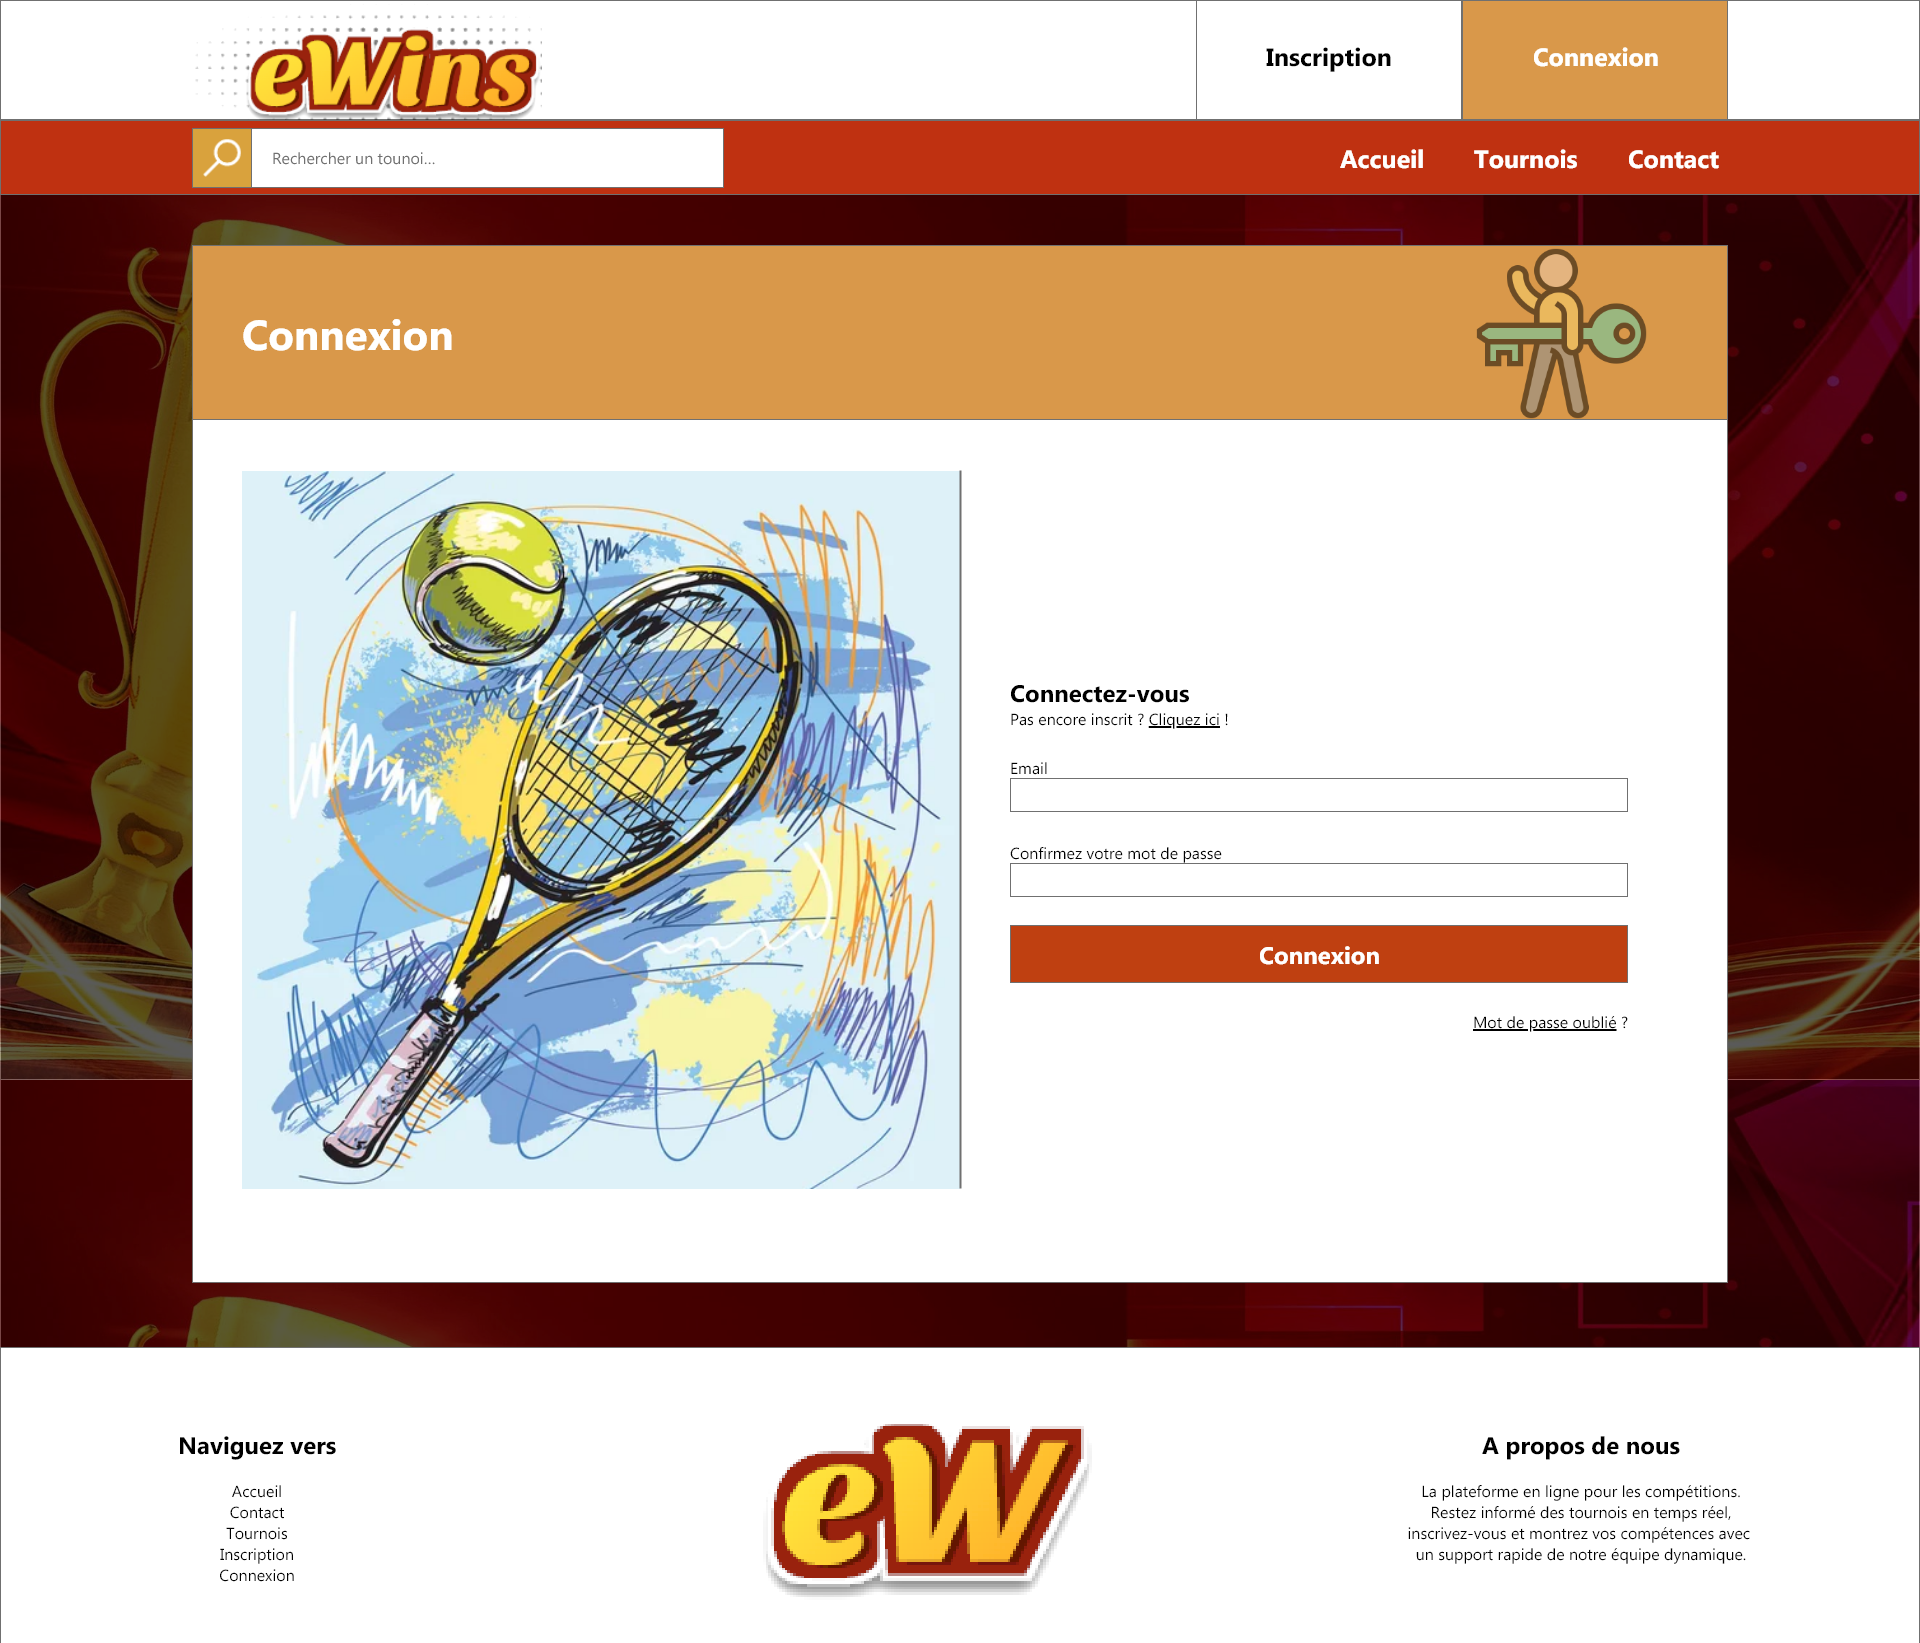 eWins
Inscription
Connexion
Rechercher un tounoi...
Accueil
Tournois
Contact
Connexion
Connectez-vous
Pas encore inscrit ? Cliquez ici !
Email
Confirmez votre mot de passe
Connexion
Mot de passe oublié ?
Naviguez vers
Accueil
Contact
Tournois
Inscription
Connexion
eW
A propos de nous
La plateforme en ligne pour les compétitions.
Restez informé des tournois en temps réel,
inscrivez-vous et montrez vos compétences avec
un support rapide de notre équipe dynamique.